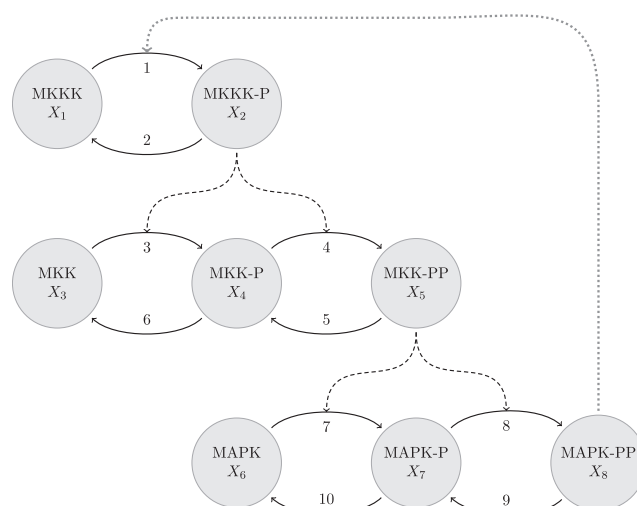 1
MKKK
X₁
MKKK-P
X₂
2
3
4
MKK
X₃
MKK-P
X₄
MKK-PP
X₅
6
5
7
8
MAPK
X₆
MAPK-P
X₇
MAPK-PP
X₈
10
9